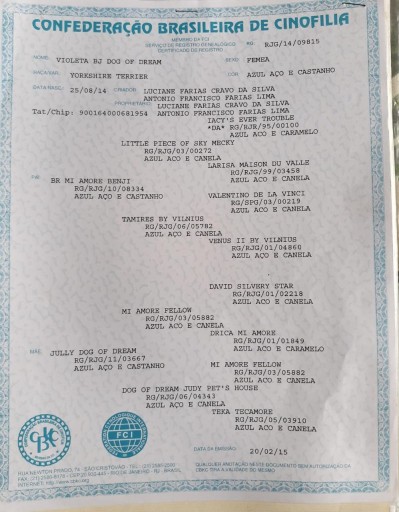 CONFEDERAÇÃO BRASILEIRA DE CINOFILIA
MEMBRO DA FCI
SERVIÇO DE REGISTRO GENEALÓGICO
CERTIFICADO DE REGISTRO
RG: RJG/14/09815
NOME: VIOLETA BJ DOG OF DREAM
SEXO: FEMEA
RAÇA/VAR: YORKSHIRE TERRIER
COR: AZUL AÇO E CASTANHO
DATA NASC: 25/08/14 CRIADOR: LUCIANE FARIAS CRAVO DA SILVA
ANTONIO FRANCISCO FARIAS LIMA
PROPRIETÁRIO: LUCIANE FARIAS CRAVO DA SILVA
Tat/Chip: 900164000681954 ANTONIO FRANCISCO FARIAS LIMA
IACY'S EVER TROUBLE
*DA* RG/RJR/95/00100
AZUL ACO E CARAMELO
LITTLE PIECE OF SKY MECKY
RG/RJG/03/00272
AZUL ACO E CANELA
LARISA MAISON DU VALLE
RG/RJG/99/03458
AZUL ACO E CANELA
PAI: BR MI AMORE BENJI
RG/RJG/10/08334
AZUL AÇO E CASTANHO
VALENTINO DE LA VINCI
RG/SPG/03/00219
AZUL ACO E CANELA
TAMIRES BY VILNIUS
RG/RJG/06/05782
AZUL AÇO E CANELA
VENUS II BY VILNIUS
RG/RJG/01/04860
AZUL AÇO E CANELA
DAVID SILVERY STAR
RG/RJG/01/02218
AZUL ACO E CANELA
MI AMORE FELLOW
RG/RJG/03/05882
AZUL ACO E CANELA
DRICA MI AMORE
RG/RJG/01/01849
AZUL ACO E CARAMELO
MÃE: JULLY DOG OF DREAM
RG/RJG/11/03667
AZUL AÇO E CASTANHO
MI AMORE FELLOW
RG/RJG/03/05882
AZUL ACO E CANELA
DOG OF DREAM JUDY PET'S HOUSE
RG/RJG/06/04343
AZUL ACO E CANELA
TEKA TECAMORE
RG/RJG/05/03910
AZUL ACO E CANELA
CBKC
FCI
DATA DA EMISSÃO: 20/02/15
QUALQUER ANOTAÇÃO NESTE DOCUMENTO SEM AUTORIZAÇÃO DA
CBKC TIRA A VALIDADE DO MESMO